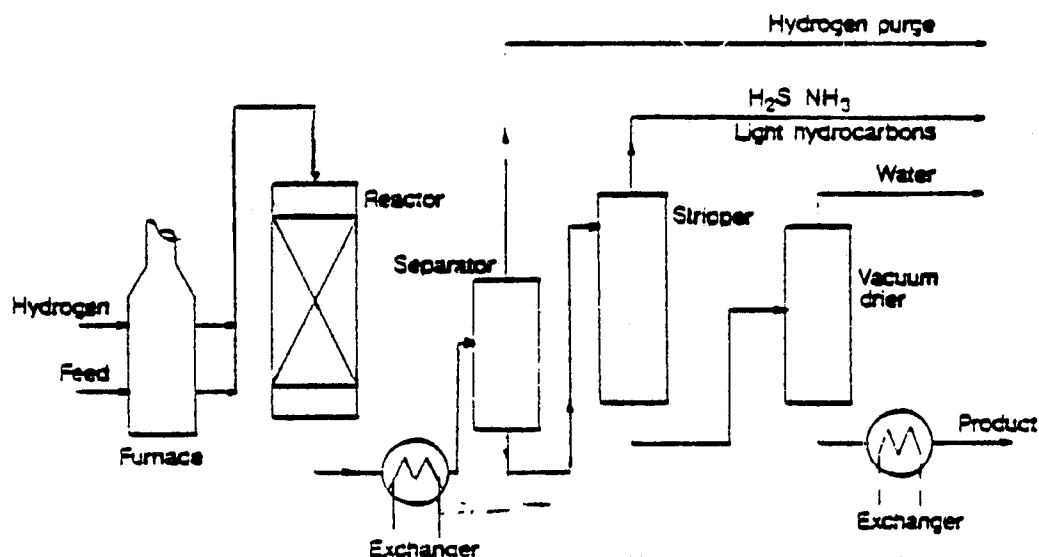 Hydrogen purge
H₂S NH₃
Light hydrocarbons
Water
Reactor
Stripper
Separator
Vacuum
drier
Hydrogen
Feed
Product
Furnace
Exchanger
Exchanger